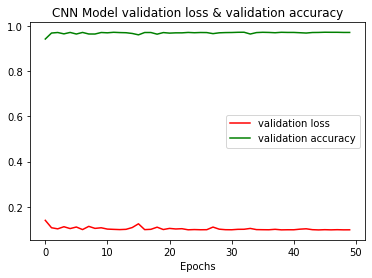 CNN Model validation loss & validation accuracy
1.0
0.8
0.6
0.4
0.2
validation loss
validation accuracy
0 10 20 30 40 50
Epochs